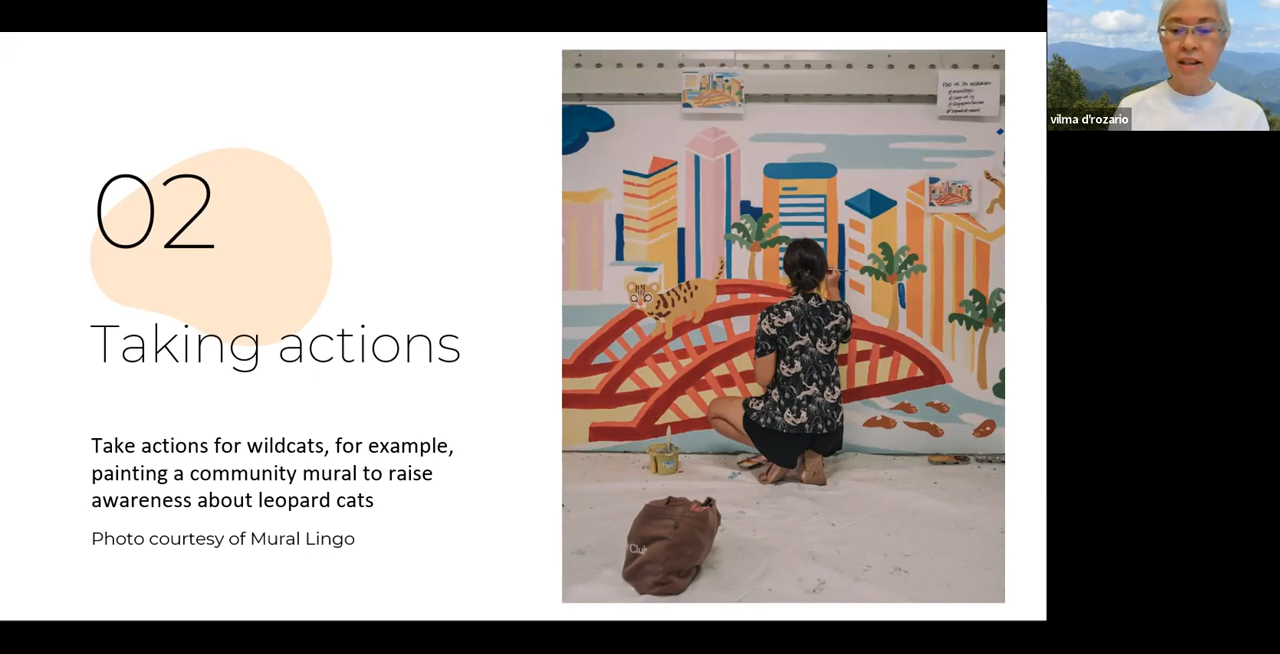 02
Taking actions
Take actions for wildcats, for example,
painting a community mural to raise
awareness about leopard cats
Photo courtesy of Mural Lingo
vilma d'rozario